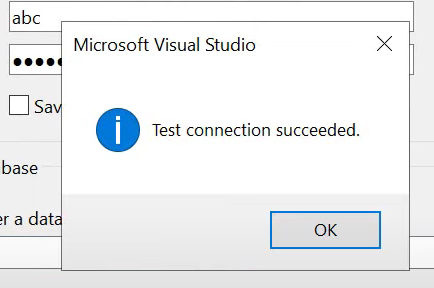 abc
Microsoft Visual Studio
Test connection succeeded.
OK